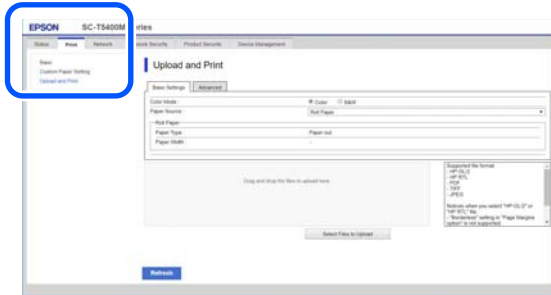 EPSON SC-T5400M Series
Status Print Network Network Security Product Security Device Management
Basic
Custom Paper Setting
Upload and Print
Upload and Print
Basic Settings Advanced
Color Mode : Color B&W
Paper Source : Roll Paper
Roll Paper
Paper Type : Paper out
Paper Width : -
Drag and drop the files to upload here.
Supported file format
- HP-GL/2
- HP RTL
- PDF
- TIFF
- JPEG
Notices when you select "HP-GL/2" or
"HP RTL" file
- "Borderless" setting in "Page Margins
option" is not supported.
Select Files to Upload
Refresh